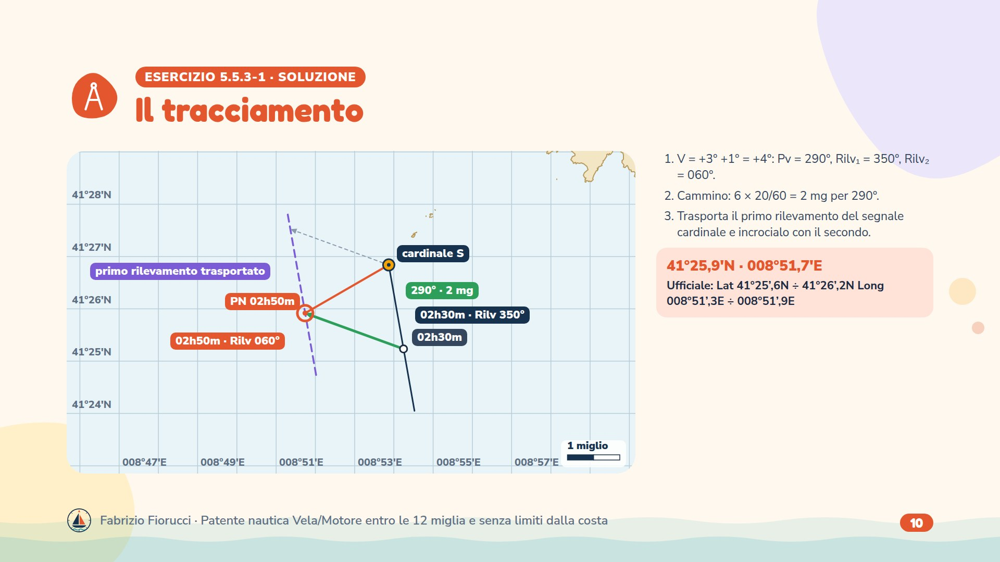 ESERCIZIO 5.5.3-1 · SOLUZIONE
Il tracciamento
41°28'N
41°27'N
41°26'N
41°25'N
41°24'N
008°47'E
008°49'E
008°51'E
008°53'E
008°55'E
008°57'E
cardinale S
primo rilevamento trasportato
290° · 2 mg
PN 02h50m
02h30m · Rilv 350°
02h30m
02h50m · Rilv 060°
1 miglio
1. V = +3° +1° = +4°: Pv = 290°, Rilv₁ = 350°, Rilv₂
= 060°.
2. Cammino: 6 × 20/60 = 2 mg per 290°.
3. Trasporta il primo rilevamento del segnale
cardinale e incrocialo con il secondo.
41°25,9'N · 008°51,7'E
Ufficiale: Lat 41°25’,6N ÷ 41°26’,2N Long
008°51’,3E ÷ 008°51’,9E
Fabrizio Fiorucci · Patente nautica Vela/Motore entro le 12 miglia e senza limiti dalla costa
10